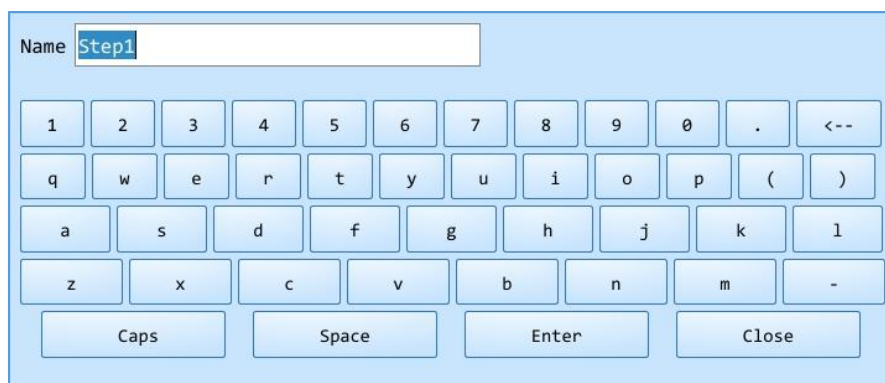 Name Step1
1 2 3 4 5 6 7 8 9 0 . <--
q w e r t y u i o p ( )
a s d f g h j k l
z x c v b n m -
Caps Space Enter Close